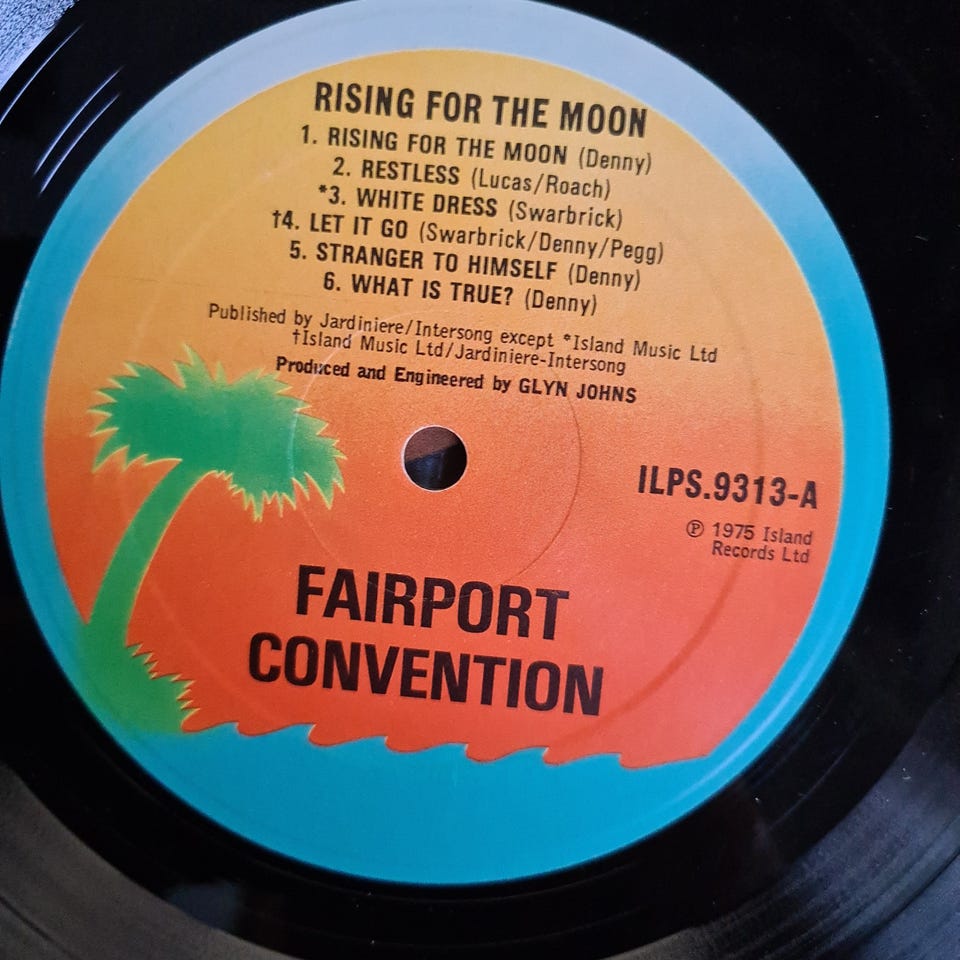 RISING FOR THE MOON
1. RISING FOR THE MOON (Denny)
2. RESTLESS (Lucas/Roach)
*3. WHITE DRESS (Swarbrick)
†4. LET IT GO (Swarbrick/Denny/Pegg)
5. STRANGER TO HIMSELF (Denny)
6. WHAT IS TRUE? (Denny)
Published by Jardiniere/Intersong except *Island Music Ltd
†Island Music Ltd/Jardiniere-Intersong
Produced and Engineered by GLYN JOHNS
ILPS.9313-A
℗ 1975 Island
Records Ltd
FAIRPORT
CONVENTION